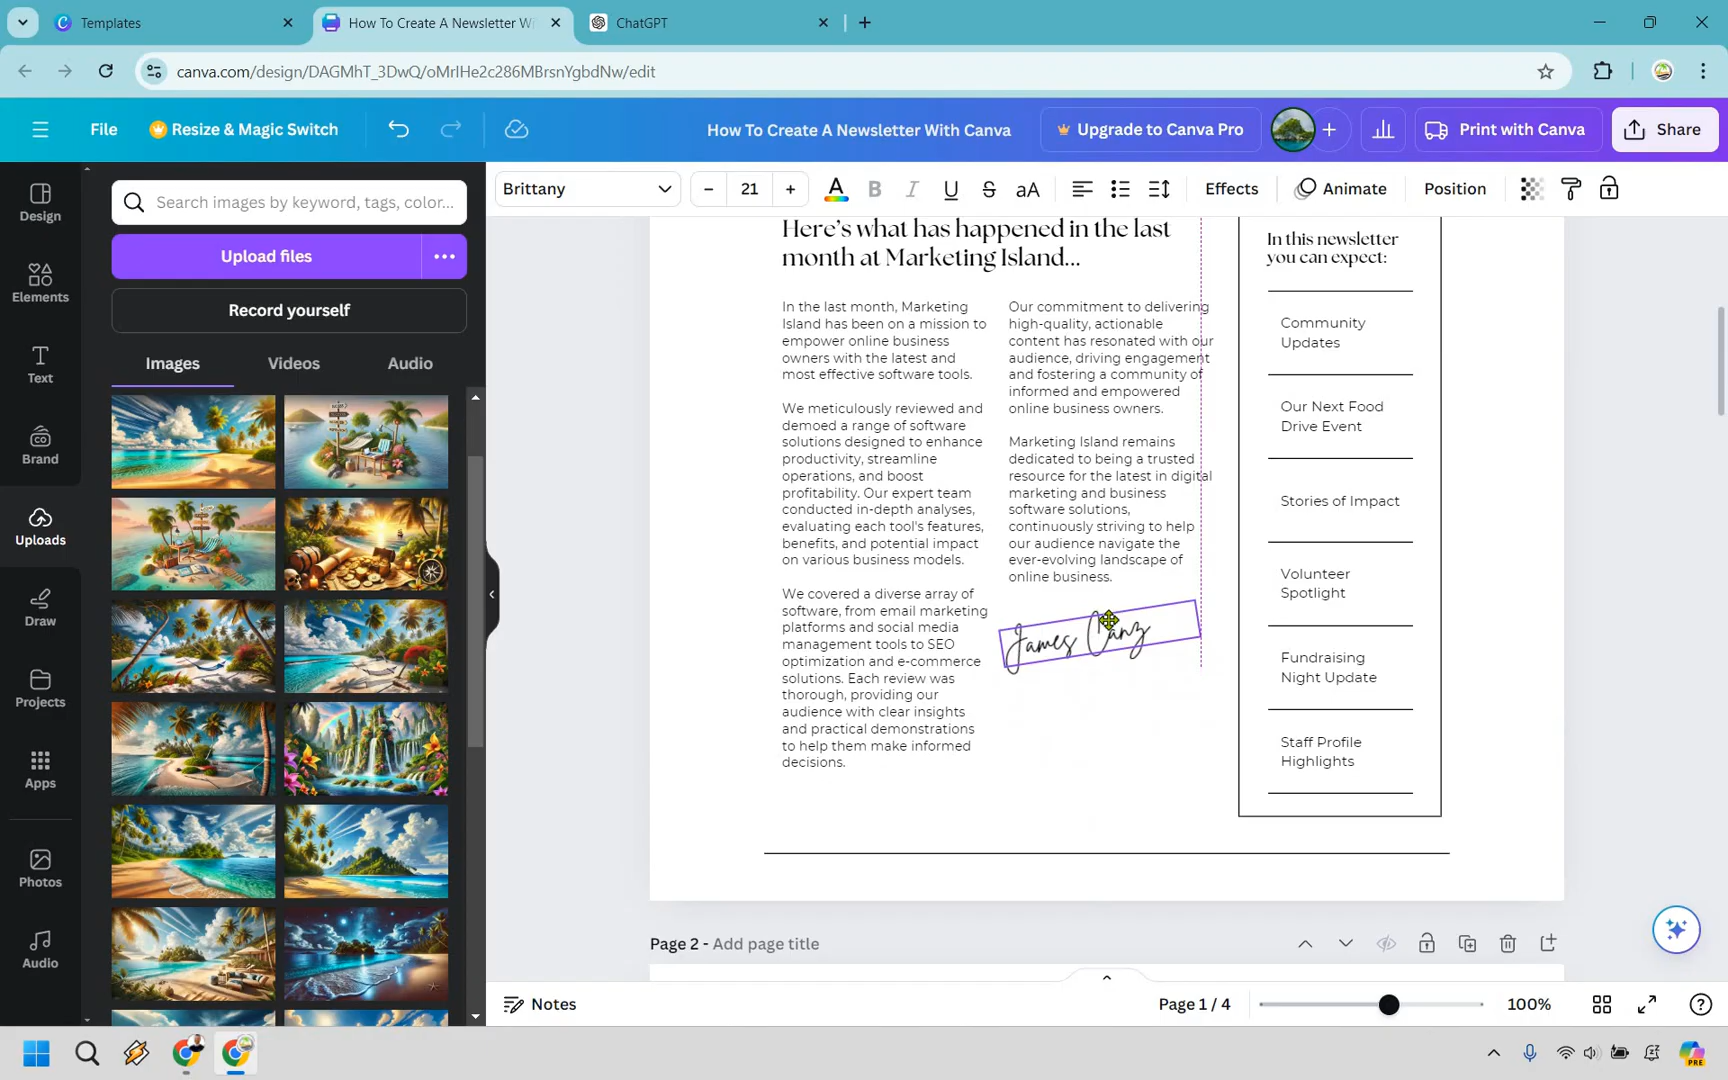 Templates
How To Create A Newsletter Wi
ChatGPT
canva.com/design/DAGMhT_3DwQ/oMrIHe2c286MBrsnYgbdNw/edit
File
Resize & Magic Switch
How To Create A Newsletter With Canva
Upgrade to Canva Pro
Print with Canva
Share
Design
Elements
Text
Brand
Uploads
Draw
Projects
Apps
Photos
Audio
Search images by keyword, tags, color...
Upload files
Record yourself
Images
Videos
Audio
Brittany
21
A
B
I
U
S
aA
Effects
Animate
Position
Here's what has happened in the last
month at Marketing Island...
In the last month, Marketing
Island has been on a mission to
empower online business
owners with the latest and
most effective software tools.
We meticulously reviewed and
demoed a range of software
solutions designed to enhance
productivity, streamline
operations, and boost
profitability. Our expert team
conducted in-depth analyses,
evaluating each tool's features,
benefits, and potential impact
on various business models.
We covered a diverse array of
software, from email marketing
platforms and social media
management tools to SEO
optimization and e-commerce
solutions. Each review was
thorough, providing our
audience with clear insights
and practical demonstrations
to help them make informed
decisions.
Our commitment to delivering
high-quality, actionable
content has resonated with our
audience, driving engagement
and fostering a community of
informed and empowered
online business owners.
Marketing Island remains
dedicated to being a trusted
resource for the latest in digital
marketing and business
software solutions,
continuously striving to help
our audience navigate the
ever-evolving landscape of
online business.
James Canz
In this newsletter
you can expect:
Community
Updates
Our Next Food
Drive Event
Stories of Impact
Volunteer
Spotlight
Fundraising
Night Update
Staff Profile
Highlights
Page 2 - Add page title
Notes
Page 1 / 4
100%
PRE